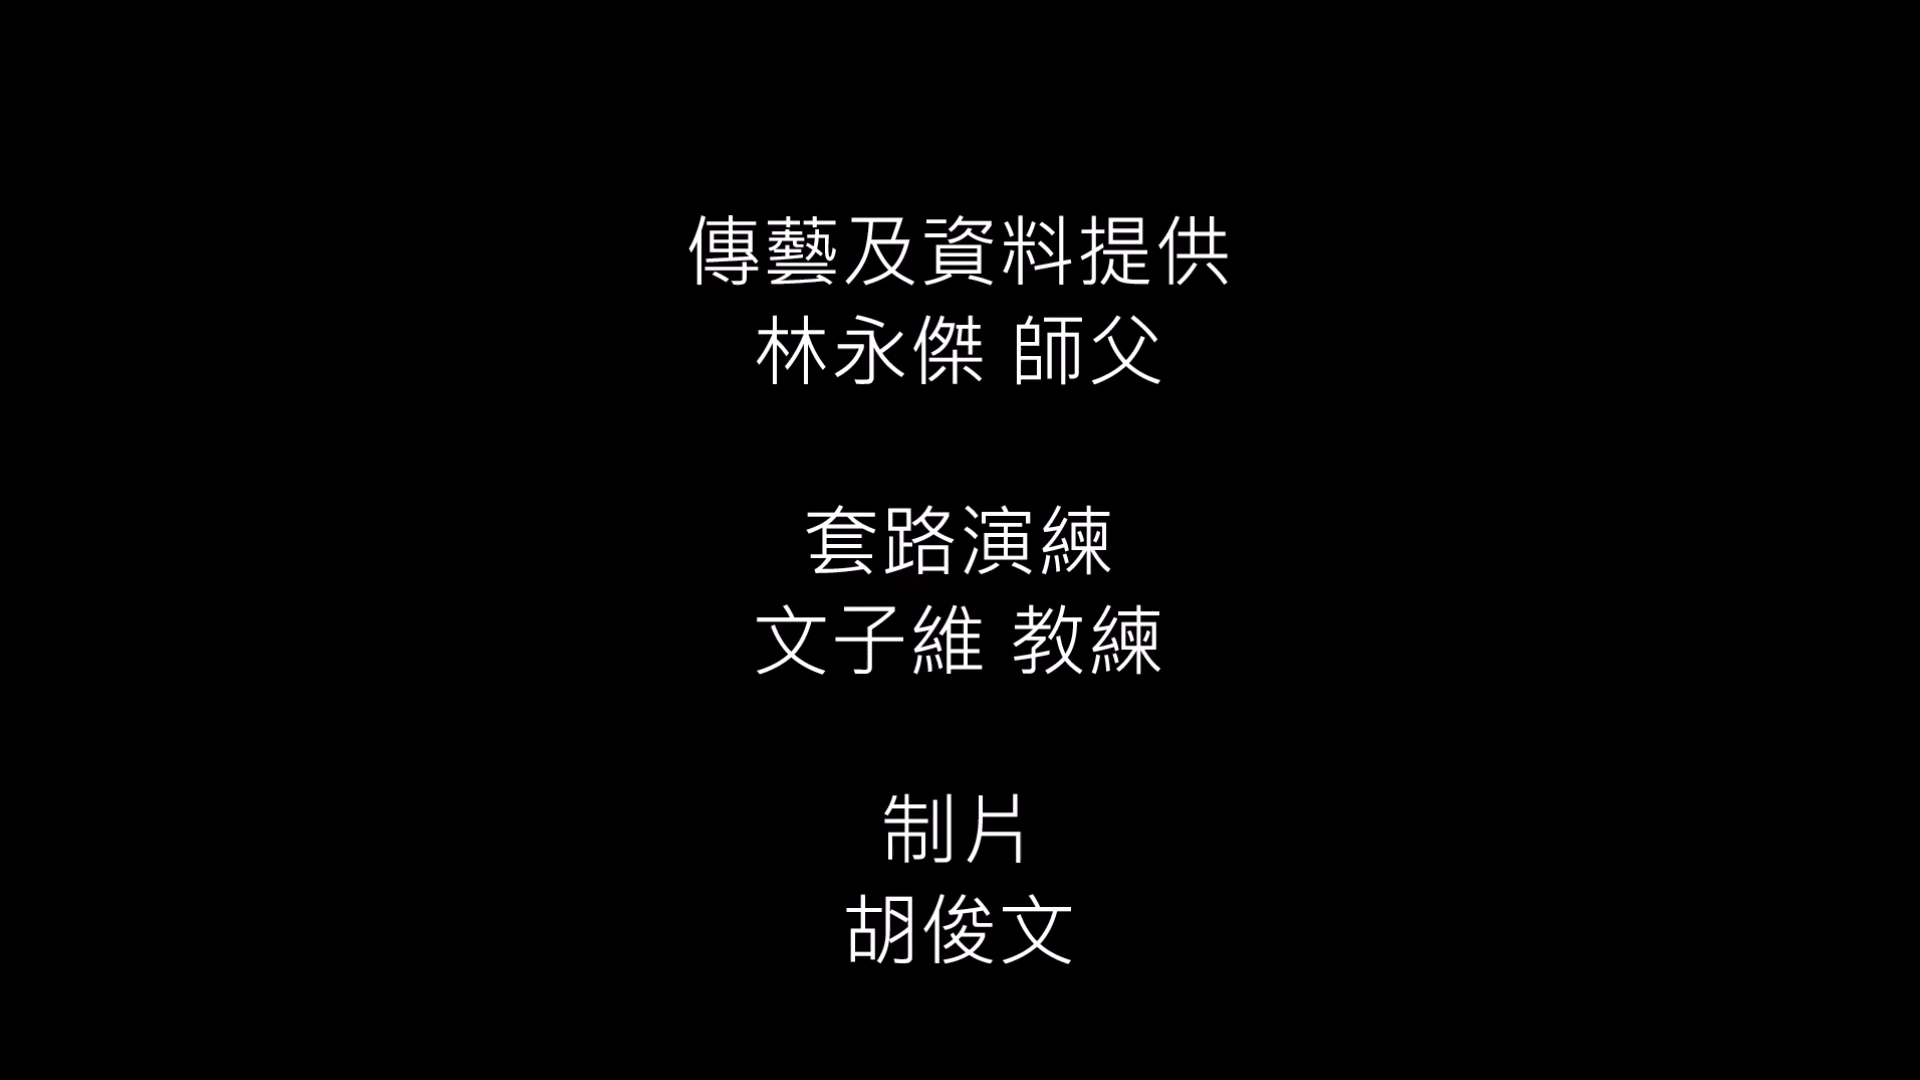 傳藝及資料提供
林永傑 師父
套路演練
文子維 教練
制片
胡俊文